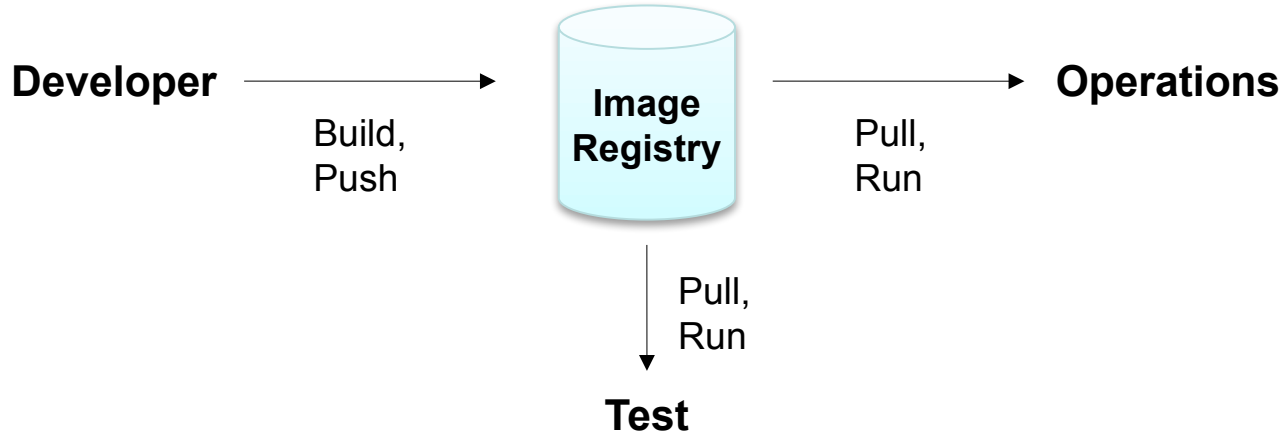 Developer
Build,
Push
Image
Registry
Pull,
Run
Operations
Pull,
Run
Test